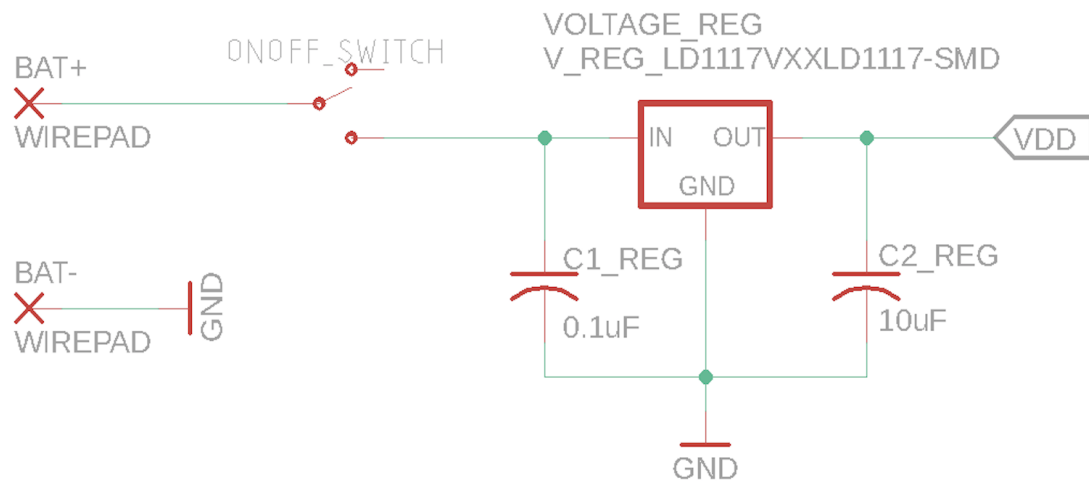 VOLTAGE_REG
ONOFF_SWITCH
V_REG_LD1117VXXLD1117-SMD
BAT+
WIREPAD
IN
OUT
VDD
GND
C1_REG
C2_REG
BAT-
GND
0.1uF
10uF
WIREPAD
GND